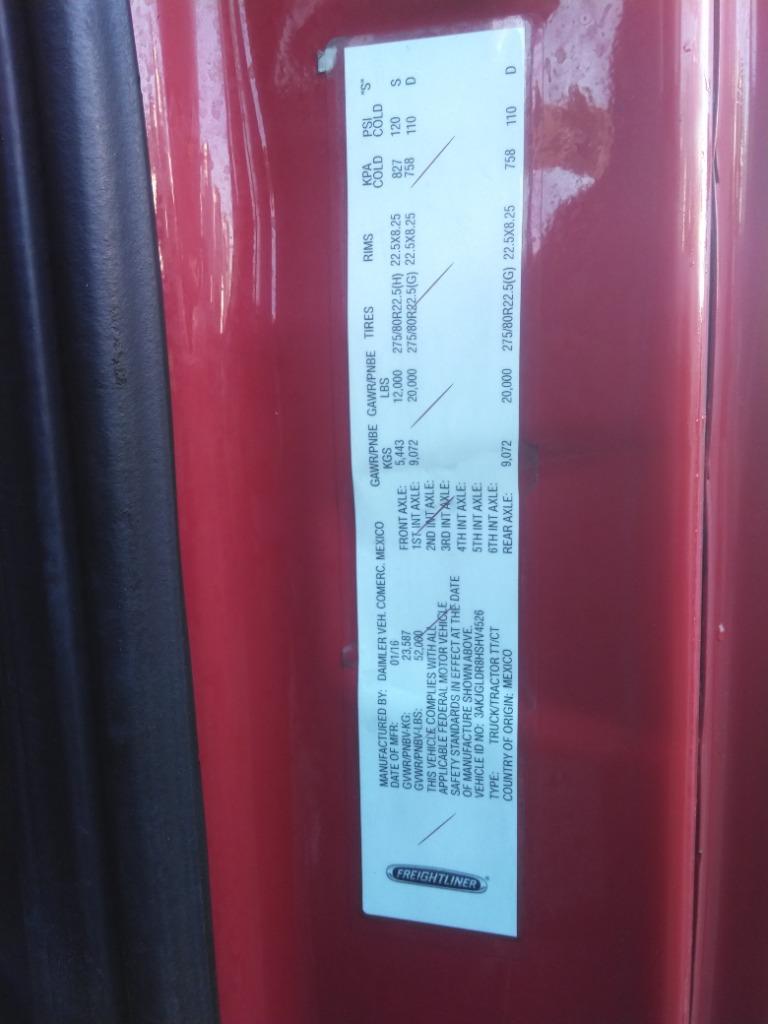 FREIGHTLINER
MANUFACTURED BY: DAIMLER VEH. COMERC. MEXICO
DATE OF MFR: 01/16
GVWR/PNBV-KG: 23,587
GVWR/PNBV-LBS: 52,000
THIS VEHICLE COMPLIES WITH ALL
APPLICABLE FEDERAL MOTOR VEHICLE
SAFETY STANDARDS IN EFFECT AT THE DATE
OF MANUFACTURE SHOWN ABOVE.
VEHICLE ID NO: 3AKJGLDR8HSHV4526
TYPE: TRUCK/TRACTOR TT/CT
COUNTRY OF ORIGIN: MEXICO
GAWR/PNBE GAWR/PNBE TIRES RIMS KPA PSI "S"
KGS LBS COLD COLD
FRONT AXLE: 5,443 12,000 275/80R22.5(H) 22.5X8.25 827 120 S
1ST INT AXLE: 9,072 20,000 275/80R22.5(G) 22.5X8.25 758 110 D
2ND INT AXLE:
3RD INT AXLE:
4TH INT AXLE:
5TH INT AXLE:
6TH INT AXLE:
REAR AXLE: 9,072 20,000 275/80R22.5(G) 22.5X8.25 758 110 D